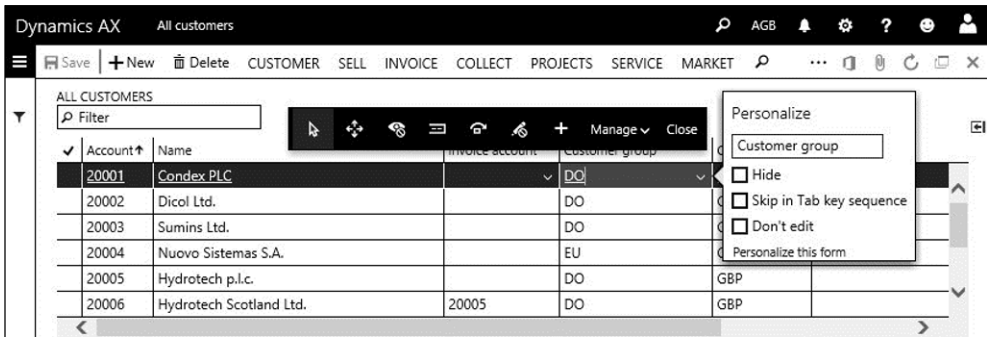 Dynamics AX All customers AGB ?
Save + New Delete CUSTOMER SELL INVOICE COLLECT PROJECTS SERVICE MARKET ...
ALL CUSTOMERS
Filter
+ Manage Close
Personalize
Customer group
Hide
Skip in Tab key sequence
Don't edit
Personalize this form
Account↑ Name Invoice account Customer group
20001 Condex PLC DO
20002 Dicol Ltd. DO
20003 Sumins Ltd. DO
20004 Nuovo Sistemas S.A. EU
20005 Hydrotech p.l.c. DO GBP
20006 Hydrotech Scotland Ltd. 20005 DO GBP